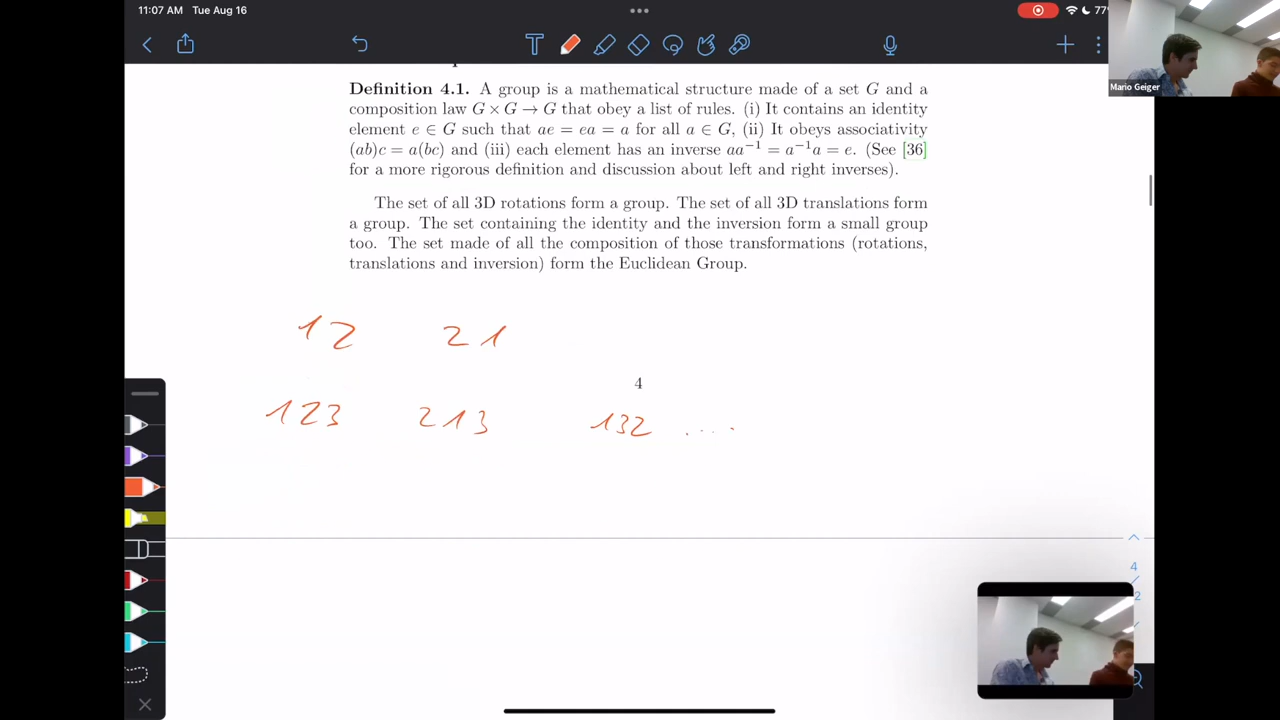 11:07 AM Tue Aug 16
Mario Geiger
Definition 4.1. A group is a mathematical structure made of a set G and a
composition law G × G → G that obey a list of rules. (i) It contains an identity
element e ∈ G such that ae = ea = a for all a ∈ G, (ii) It obeys associativity
(ab)c = a(bc) and (iii) each element has an inverse aa⁻¹ = a⁻¹a = e. (See [36]
for a more rigorous definition and discussion about left and right inverses).
The set of all 3D rotations form a group. The set of all 3D translations form
a group. The set containing the identity and the inversion form a small group
too. The set made of all the composition of those transformations (rotations,
translations and inversion) form the Euclidean Group.
12 21
4
123 213 132 ....
4